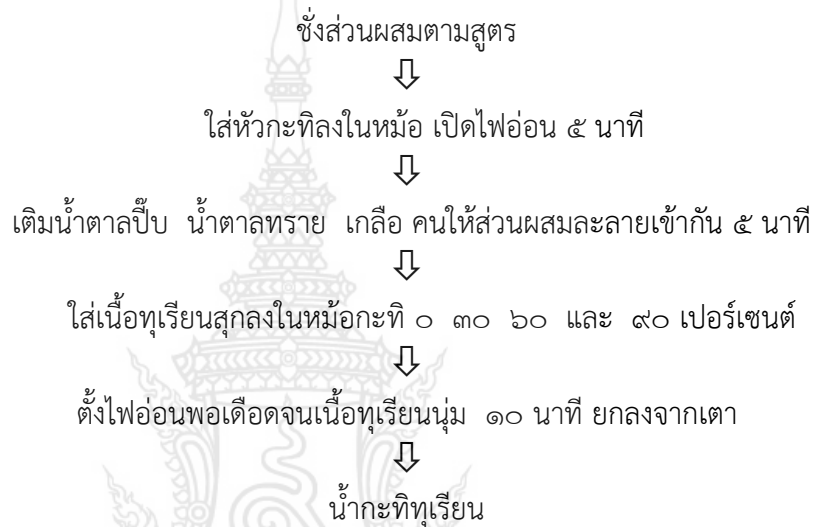 ชั่งส่วนผสมตามสูตร
⇩
ใส่หัวกะทิลงในหม้อ เปิดไฟอ่อน ๕ นาที
⇩
เติมน้ำตาลปี๊บ น้ำตาลทราย เกลือ คนให้ส่วนผสมละลายเข้ากัน ๕ นาที
⇩
ใส่เนื้อทุเรียนสุกลงในหม้อกะทิ ๐ ๓๐ ๖๐ และ ๙๐ เปอร์เซนต์
⇩
ตั้งไฟอ่อนพอเดือดจนเนื้อทุเรียนนุ่ม ๑๐ นาที ยกลงจากเตา
⇩
น้ำกะทิทุเรียน